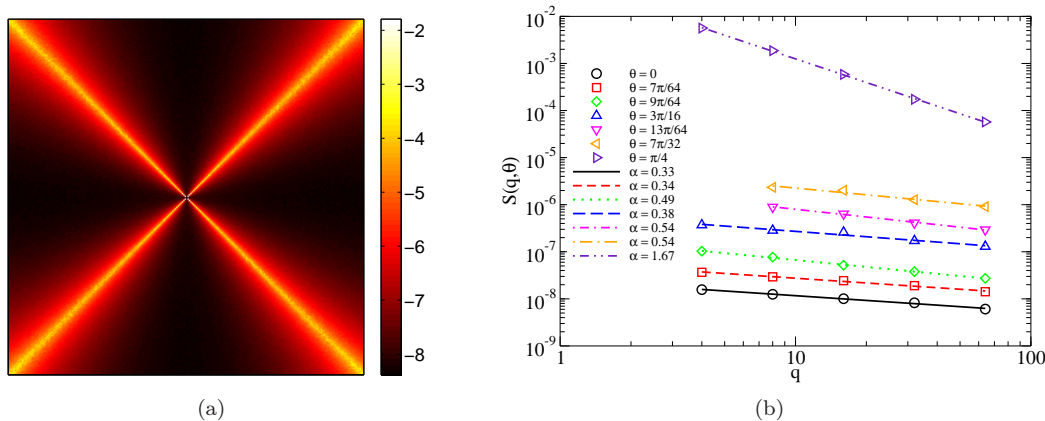 −2
−3
−4
−5
−6
−7
−8
(a)
10⁻²
10⁻³
10⁻⁴
10⁻⁵
10⁻⁶
10⁻⁷
10⁻⁸
10⁻⁹
S(q,θ)
θ = 0
θ = 7π/64
θ = 9π/64
θ = 3π/16
θ = 13π/64
θ = 7π/32
θ = π/4
α = 0.33
α = 0.34
α = 0.49
α = 0.38
α = 0.54
α = 0.54
α = 1.67
1 10 100
q
(b)